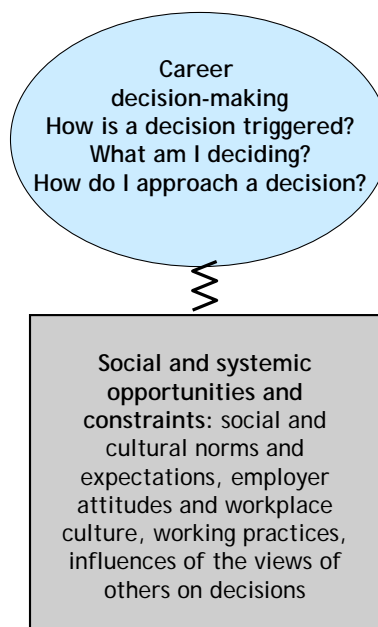 Career
decision-making
How is a decision triggered?
What am I deciding?
How do I approach a decision?
Social and systemic
opportunities and
constraints: social and
cultural norms and
expectations, employer
attitudes and workplace
culture, working practices,
influences of the views of
others on decisions